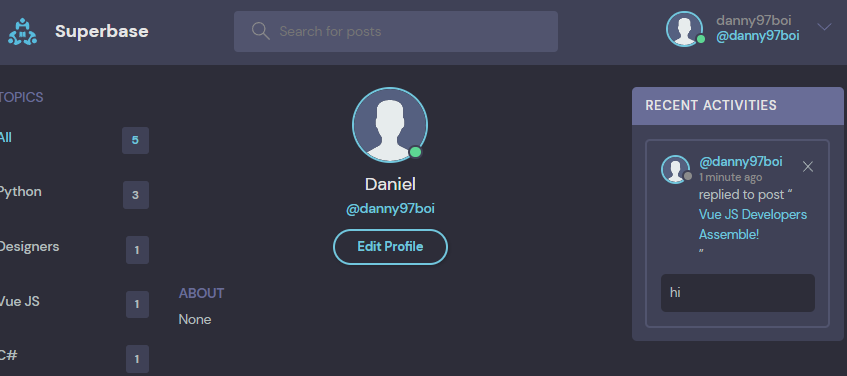 Superbase
Search for posts
danny97boi
@danny97boi
TOPICS
All 5
Python 3
Designers 1
Vue JS 1
C# 1
Daniel
@danny97boi
Edit Profile
ABOUT
None
RECENT ACTIVITIES
@danny97boi
1 minute ago
replied to post “
Vue JS Developers
Assemble!
”
hi